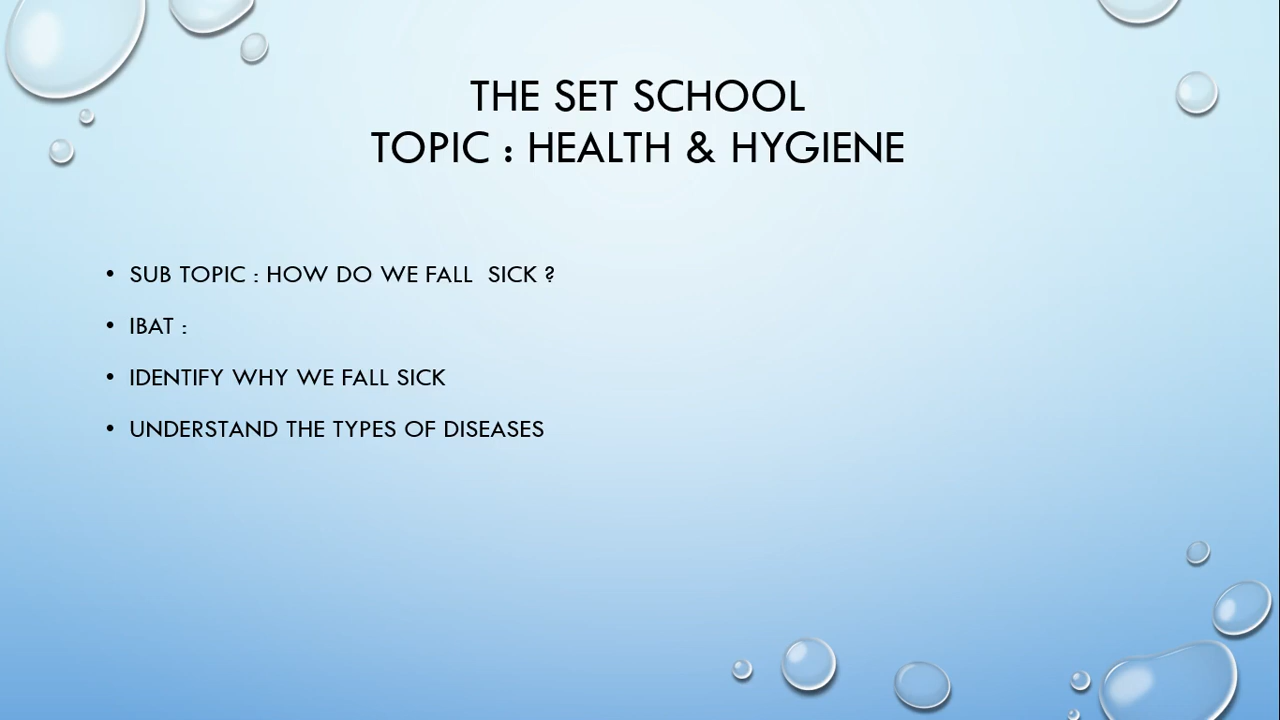 THE SET SCHOOL
TOPIC : HEALTH & HYGIENE
• SUB TOPIC : HOW DO WE FALL  SICK ?
• IBAT :
• IDENTIFY WHY WE FALL SICK
• UNDERSTAND THE TYPES OF DISEASES